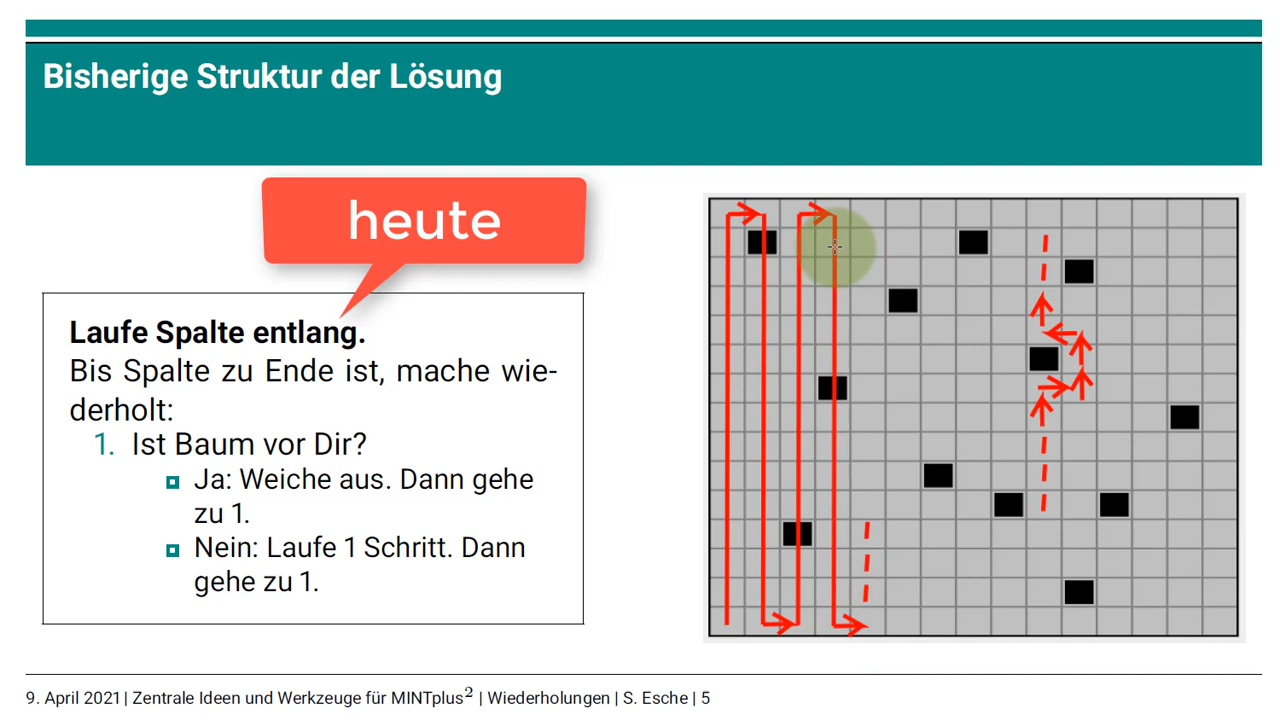 Bisherige Struktur der Lösung
heute
Laufe Spalte entlang.
Bis Spalte zu Ende ist, mache wie-
derholt:
1. Ist Baum vor Dir?
Ja: Weiche aus. Dann gehe
zu 1.
Nein: Laufe 1 Schritt. Dann
gehe zu 1.
9. April 2021 | Zentrale Ideen und Werkzeuge für MINTplus² | Wiederholungen | S. Esche | 5